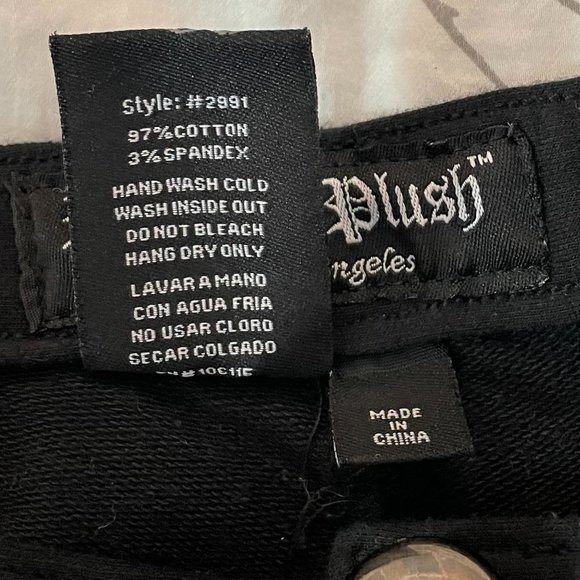 style: #2991
97%COTTON
3%SPANDEX
HAND WASH COLD
WASH INSIDE OUT
DO NOT BLEACH
HANG DRY ONLY
LAVAR A MANO
CON AGUA FRIA
NO USAR CLORO
SECAR COLGADO
Plush™
ngeles
MADE
IN
CHINA